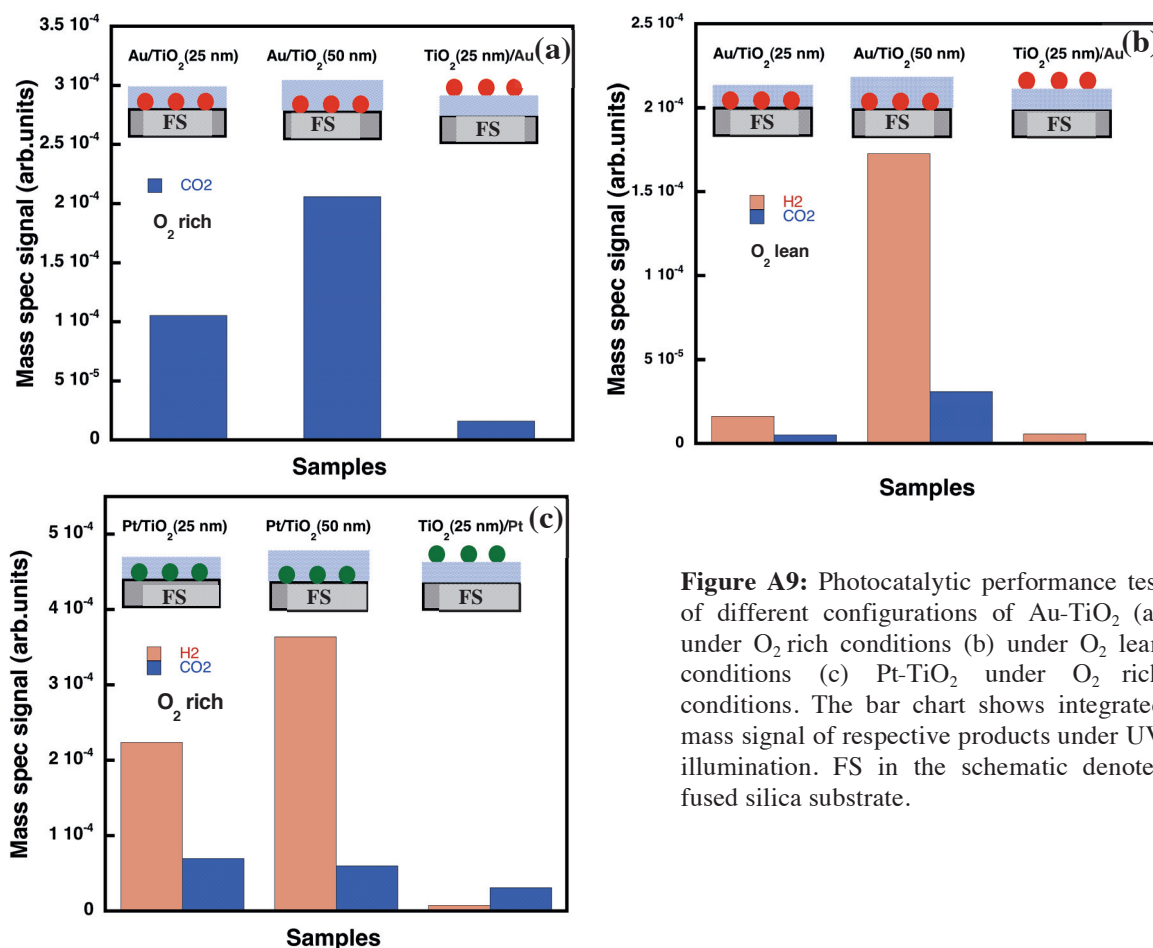 (a)
Au/TiO2(25 nm) Au/TiO2(50 nm) TiO2(25 nm)/Au
FS FS FS
CO2
O2 rich
3.5 10-4
3 10-4
2.5 10-4
2 10-4
1.5 10-4
1 10-4
5 10-5
0
Mass spec signal (arb.units)
Samples
(b)
Au/TiO2(25 nm) Au/TiO2(50 nm) TiO2(25 nm)/Au
FS FS FS
H2
CO2
O2 lean
2.5 10-4
2 10-4
1.5 10-4
1 10-4
5 10-5
0
Mass spec signal (arb.units)
Samples
(c)
Pt/TiO2(25 nm) Pt/TiO2(50 nm) TiO2(25 nm)/Pt
FS FS FS
H2
CO2
O2 rich
5 10-4
4 10-4
3 10-4
2 10-4
1 10-4
0
Mass spec signal (arb.units)
Samples
Figure A9: Photocatalytic performance tes
of different configurations of Au-TiO2 (a
under O2 rich conditions (b) under O2 lean
conditions (c) Pt-TiO2 under O2 rich
conditions. The bar chart shows integrated
mass signal of respective products under UV
illumination. FS in the schematic denote
fused silica substrate.